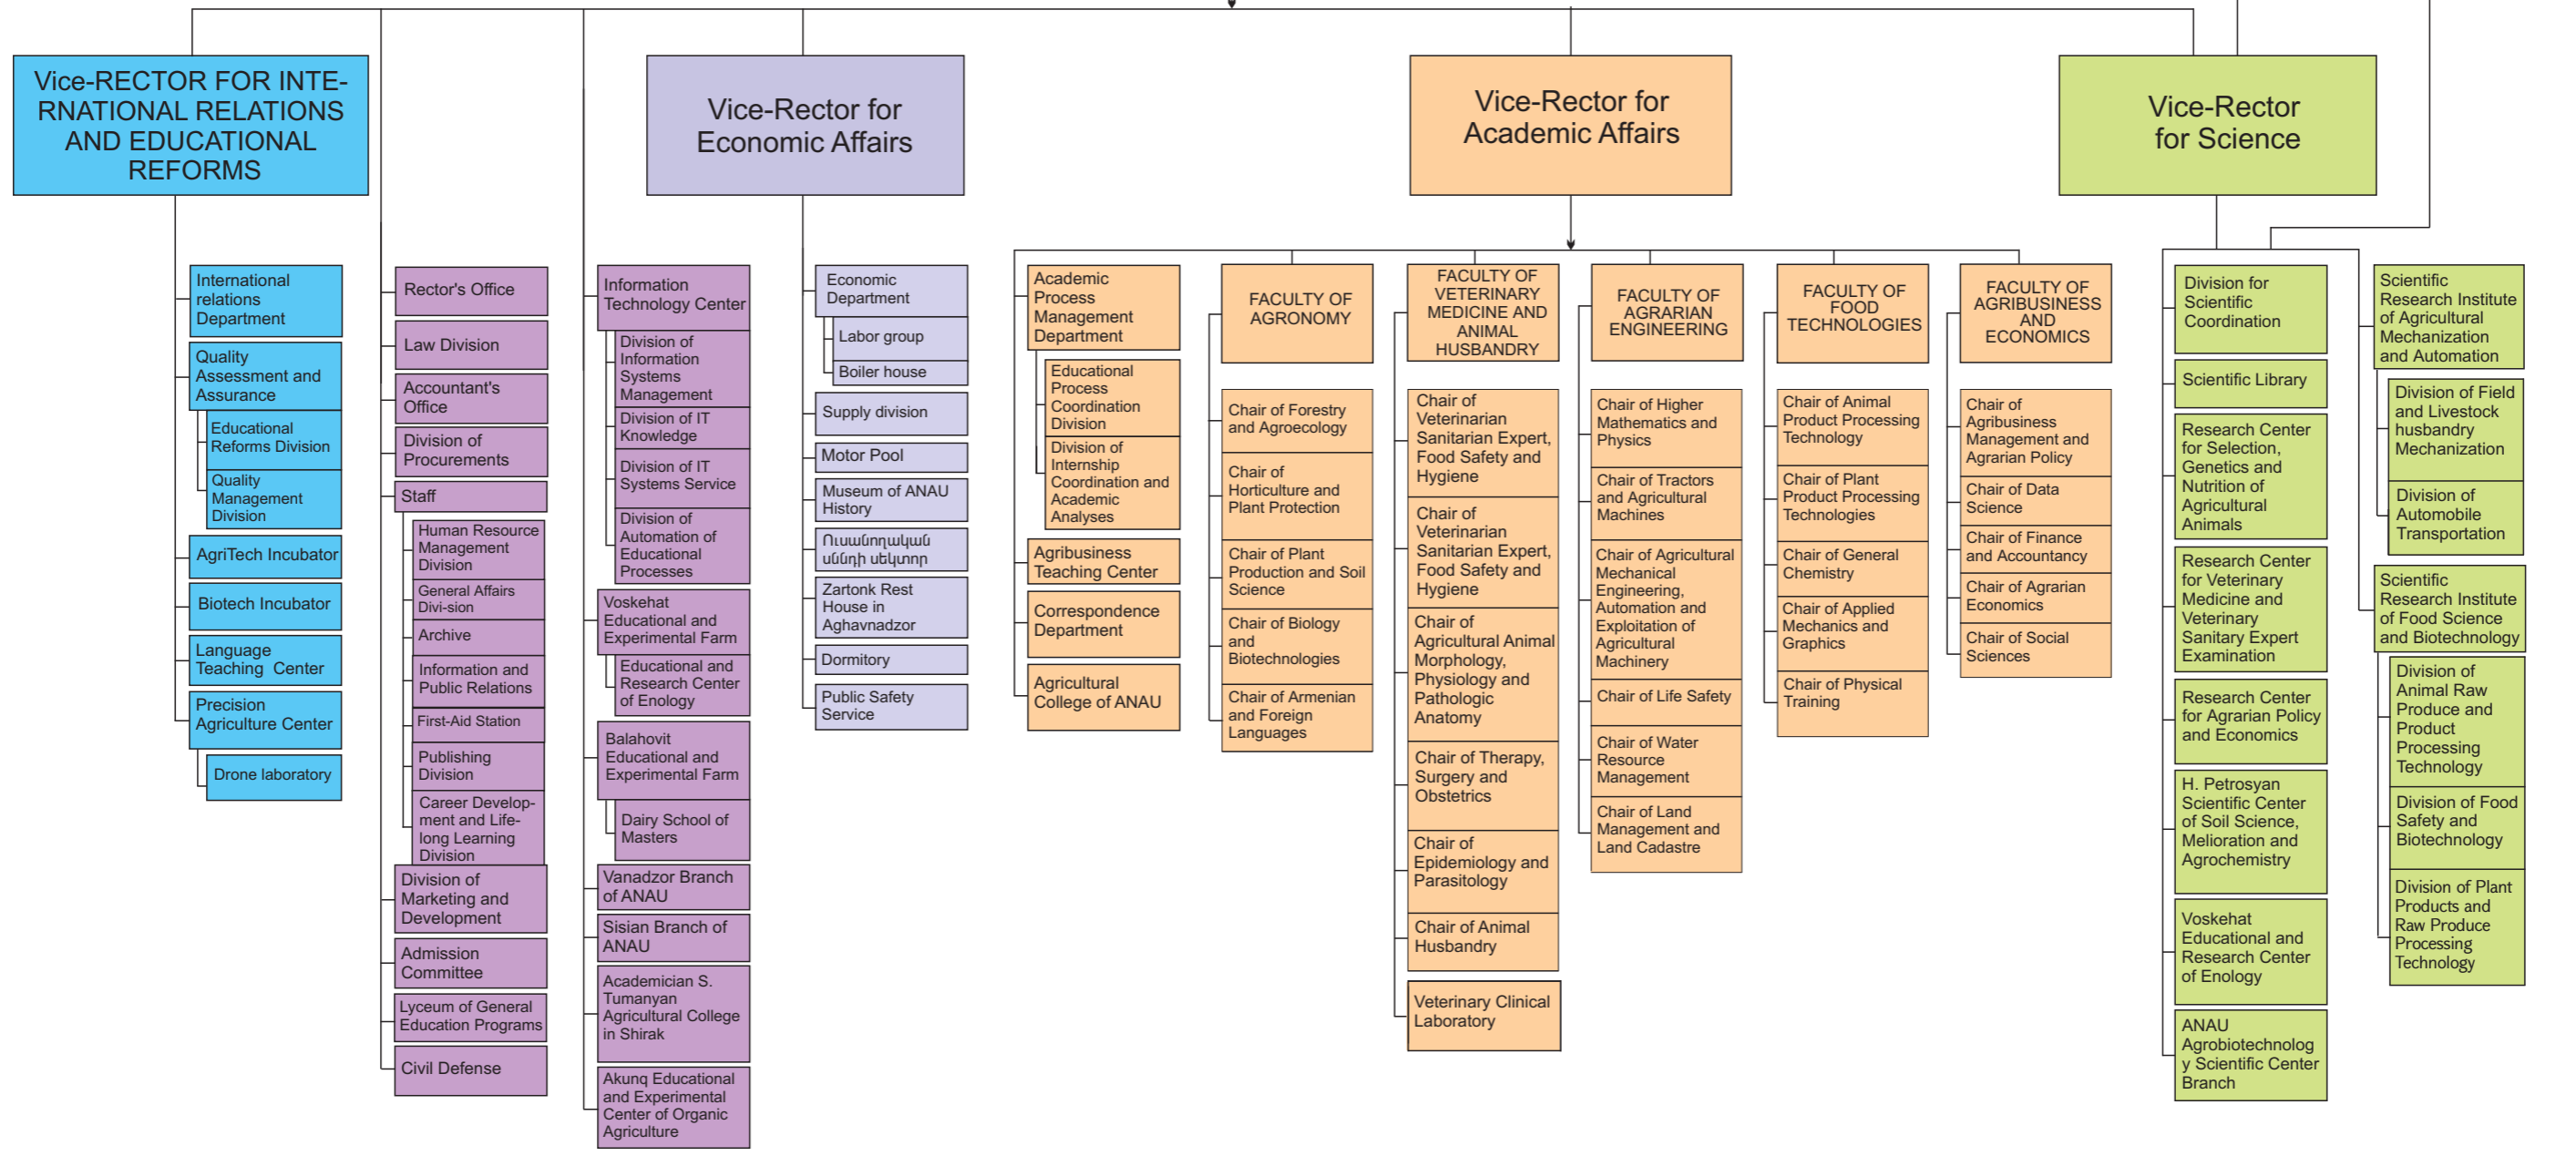 Vice-RECTOR FOR INTE-
RNATIONAL RELATIONS
AND EDUCATIONAL
REFORMS
Vice-Rector for
Economic Affairs
Vice-Rector for
Academic Affairs
Vice-Rector
for Science
International
relations
Department
Quality
Assessment and
Assurance
Educational
Reforms Division
Quality
Management
Division
AgriTech Incubator
Biotech Incubator
Language
Teaching Center
Precision
Agriculture Center
Drone laboratory
Rector's Office
Law Division
Accountant's
Office
Division of
Procurements
Staff
Human Resource
Management
Division
General Affairs
Divi-sion
Archive
Information and
Public Relations
First-Aid Station
Publishing
Division
Career Develop-
ment and Life-
long Learning
Division
Division of
Marketing and
Development
Admission
Committee
Lyceum of General
Education Programs
Civil Defense
Information
Technology Center
Division of
Information
Systems
Management
Division of IT
Knowledge
Division of IT
Systems Service
Division of
Automation of
Educational
Processes
Voskehat
Educational and
Experimental Farm
Educational and
Research Center
of Enology
Balahovit
Educational and
Experimental Farm
Dairy School of
Masters
Vanadzor Branch
of ANAU
Sisian Branch of
ANAU
Academician S.
Tumanyan
Agricultural College
in Shirak
Akunq Educational
and Experimental
Center of Organic
Agriculture
Economic
Department
Labor group
Boiler house
Supply division
Motor Pool
Museum of ANAU
History
Ուսանողական
սննդի սեկտոր
Zartonk Rest
House in
Aghavnadzor
Dormitory
Public Safety
Service
Academic
Process
Management
Department
Educational
Process
Coordination
Division
Division of
Internship
Coordination and
Academic
Analyses
Agribusiness
Teaching Center
Correspondence
Department
Agricultural
College of ANAU
FACULTY OF
AGRONOMY
Chair of Forestry
and Agroecology
Chair of
Horticulture and
Plant Protection
Chair of Plant
Production and Soil
Science
Chair of Biology
and
Biotechnologies
Chair of Armenian
and Foreign
Languages
FACULTY OF
VETERINARY
MEDICINE AND
ANIMAL
HUSBANDRY
Chair of
Veterinarian
Sanitarian Expert,
Food Safety and
Hygiene
Chair of
Veterinarian
Sanitarian Expert,
Food Safety and
Hygiene
Chair of
Agricultural Animal
Morphology,
Physiology and
Pathologic
Anatomy
Chair of Therapy,
Surgery and
Obstetrics
Chair of
Epidemiology and
Parasitology
Chair of Animal
Husbandry
Veterinary Clinical
Laboratory
FACULTY OF
AGRARIAN
ENGINEERING
Chair of Higher
Mathematics and
Physics
Chair of Tractors
and Agricultural
Machines
Chair of Agricultural
Mechanical
Engineering,
Automation and
Exploitation of
Agricultural
Machinery
Chair of Life Safety
Chair of Water
Resource
Management
Chair of Land
Management and
Land Cadastre
FACULTY OF
FOOD
TECHNOLOGIES
Chair of Animal
Product Processing
Technology
Chair of Plant
Product Processing
Technologies
Chair of General
Chemistry
Chair of Applied
Mechanics and
Graphics
Chair of Physical
Training
FACULTY OF
AGRIBUSINESS
AND
ECONOMICS
Chair of
Agribusiness
Management and
Agrarian Policy
Chair of Data
Science
Chair of Finance
and Accountancy
Chair of Agrarian
Economics
Chair of Social
Sciences
Division for
Scientific
Coordination
Scientific Library
Research Center
for Selection,
Genetics and
Nutrition of
Agricultural
Animals
Research Center
for Veterinary
Medicine and
Veterinary
Sanitary Expert
Examination
Research Center
for Agrarian Policy
and Economics
H. Petrosyan
Scientific Center
of Soil Science,
Melioration and
Agrochemistry
Voskehat
Educational and
Research Center
of Enology
ANAU
Agrobiotechnolog
y Scientific Center
Branch
Scientific
Research Institute
of Agricultural
Mechanization
and Automation
Division of Field
and Livestock
husbandry
Mechanization
Division of
Automobile
Transportation
Scientific
Research Institute
of Food Science
and Biotechnology
Division of
Animal Raw
Produce and
Product
Processing
Technology
Division of Food
Safety and
Biotechnology
Division of Plant
Products and
Raw Produce
Processing
Technology